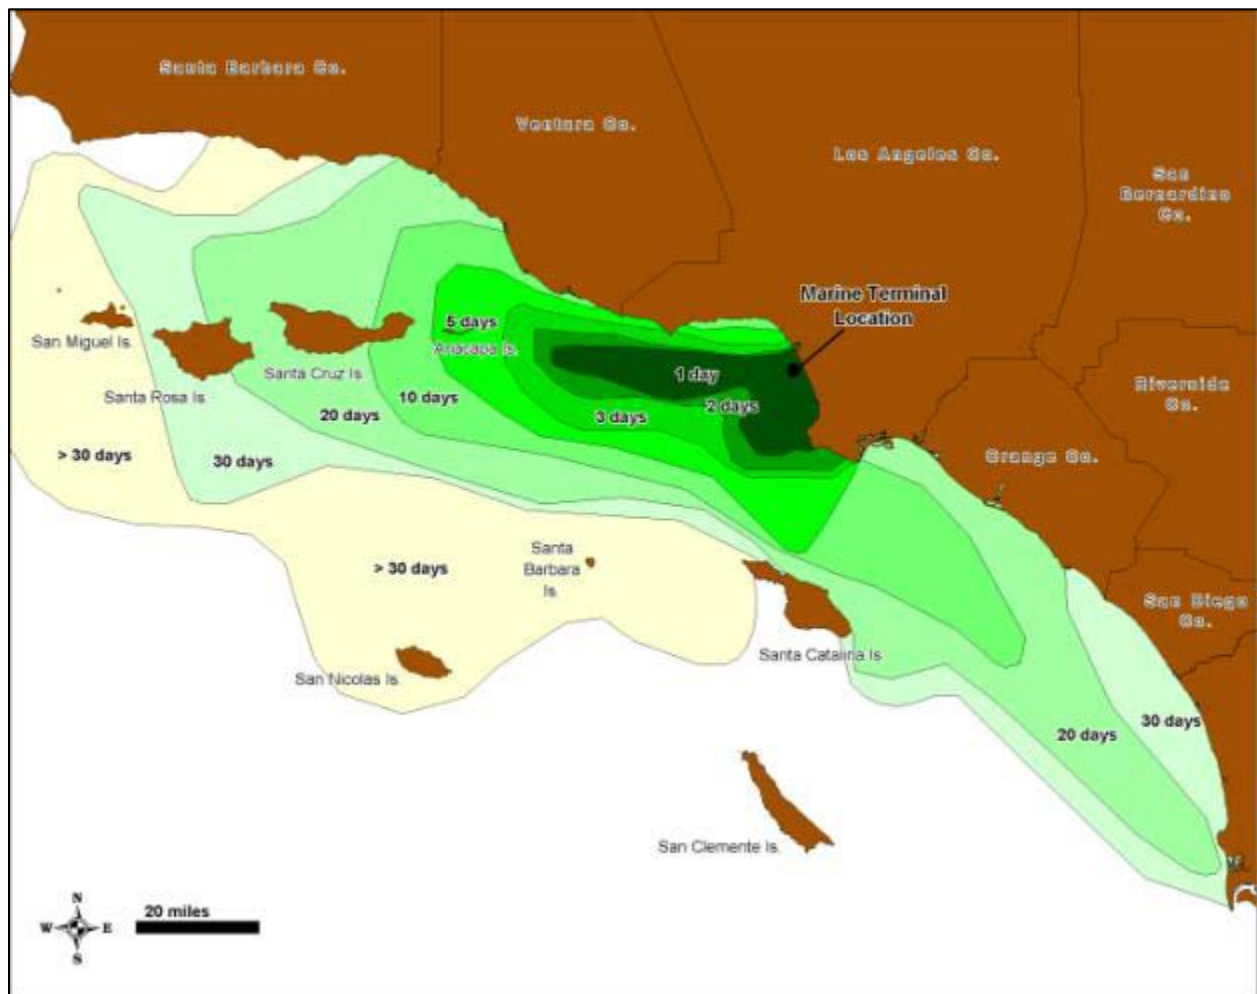 Santa Barbara Co.
Ventura Co.
Los Angeles Co.
San
Bernardino
Co.
Marine Terminal
Location
5 days
Anacapa Is.
San Miguel Is.
Santa Cruz Is.
1 day
Riverside
Co.
Santa Rosa Is.
10 days
2 days
20 days
3 days
> 30 days
30 days
Orange Co.
> 30 days
Santa
Barbara
Is.
San Diego
Co.
Santa Catalina Is.
San Nicolas Is.
30 days
20 days
San Clemente Is.
N
W
E
S
20 miles